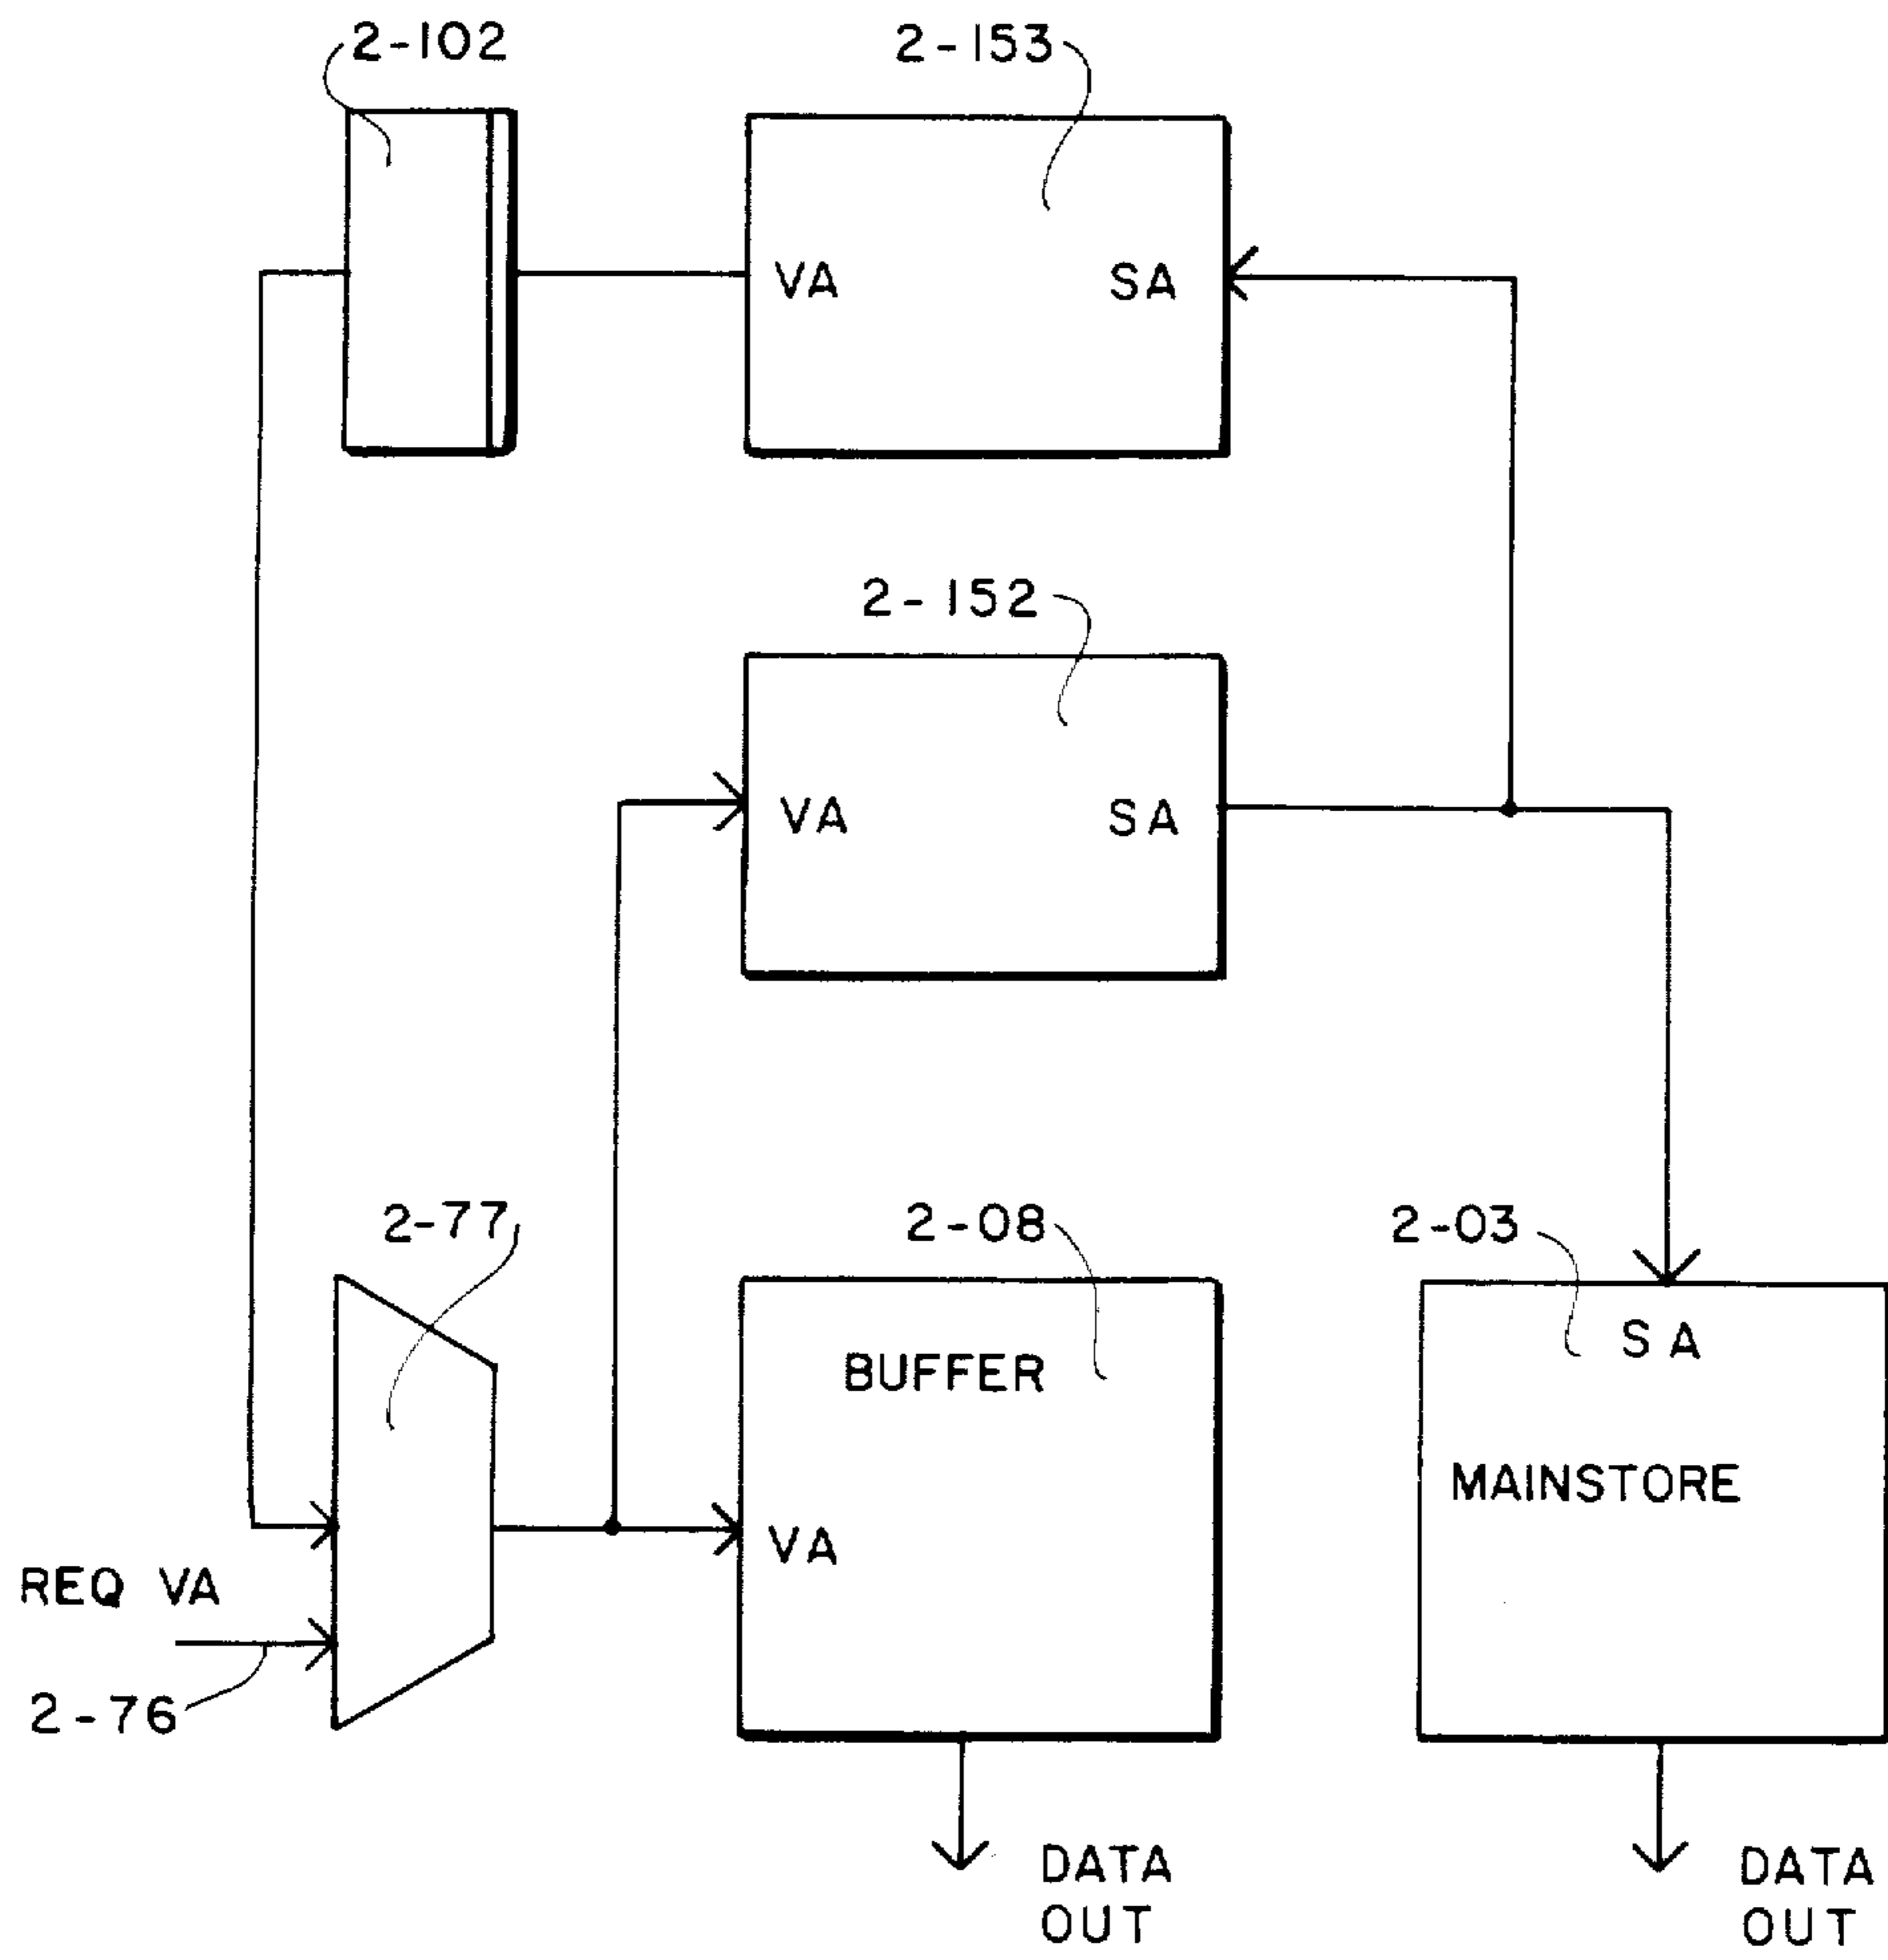 2-102
2-153
VA
SA
2-152
VA
SA
2-77
2-08
2-03
BUFFER
SA
MAINSTORE
VA
REQ VA
2-76
DATA
OUT
DATA
OUT